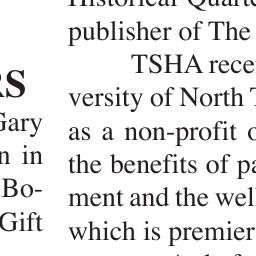 RS
Gary
n in
Bo-
Gift
Historical Quarte
publisher of The
TSHA rece
versity of North T
as a non-profit o
the benefits of pa
ment and the wel
which is premier